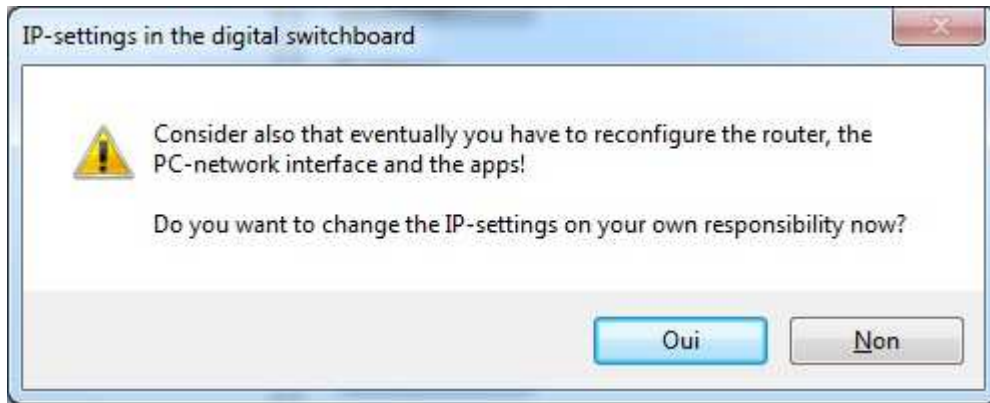 IP-settings in the digital switchboard
Consider also that eventually you have to reconfigure the router, the
PC-network interface and the apps!
Do you want to change the IP-settings on your own responsibility now?
Oui
Non